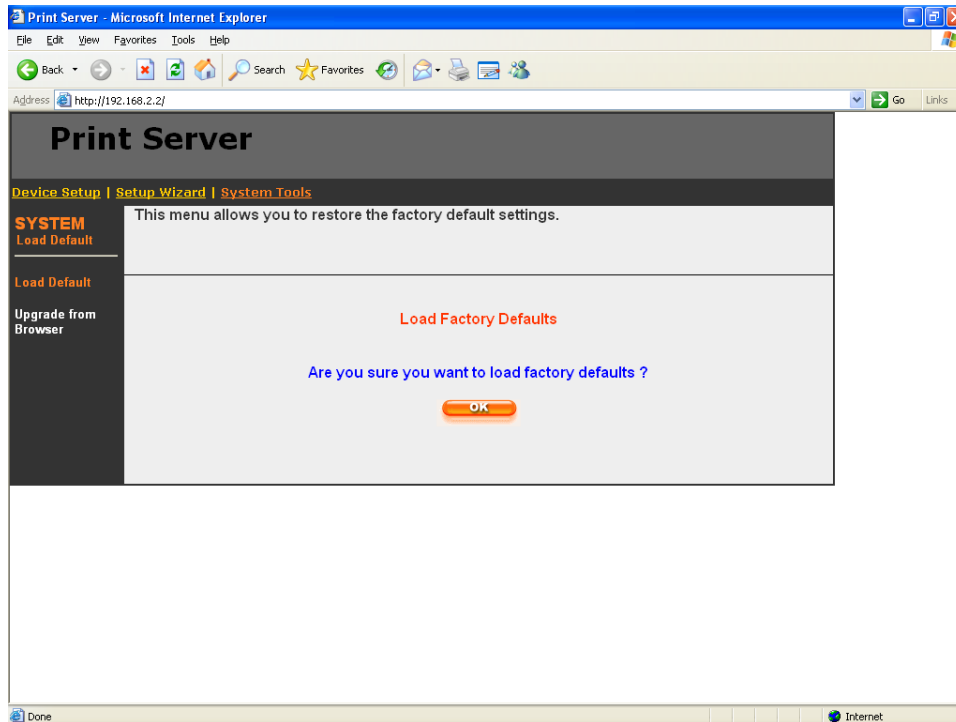 Print Server - Microsoft Internet Explorer
File Edit View Favorites Tools Help
Back Search Favorites
Address http://192.168.2.2/ Go Links
Print Server
Device Setup | Setup Wizard | System Tools
SYSTEM
Load Default
This menu allows you to restore the factory default settings.
Load Default
Upgrade from
Browser
Load Factory Defaults
Are you sure you want to load factory defaults ?
OK
Done Internet